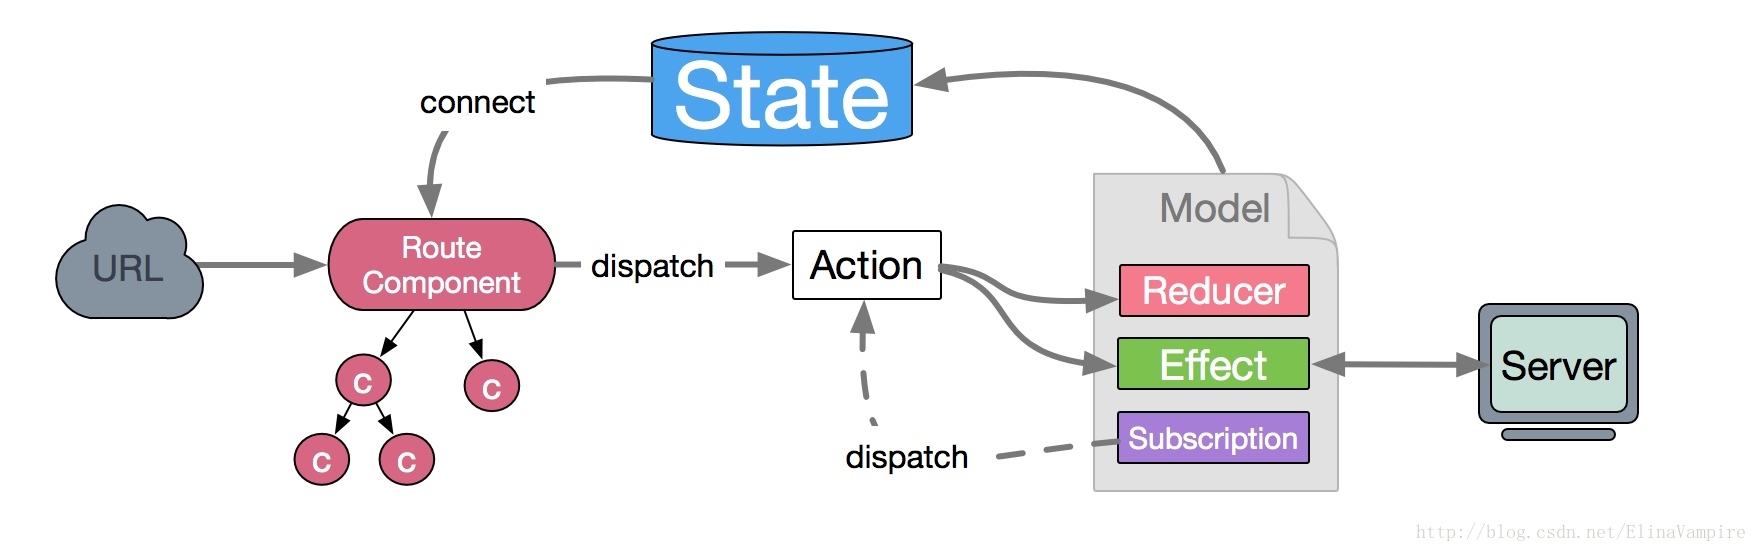 State
connect
Model
URL
Route
Component
dispatch
Action
Reducer
Effect
Server
Subscription
dispatch
C
C
C
C
http://blog.csdn.net/ElinaVampire